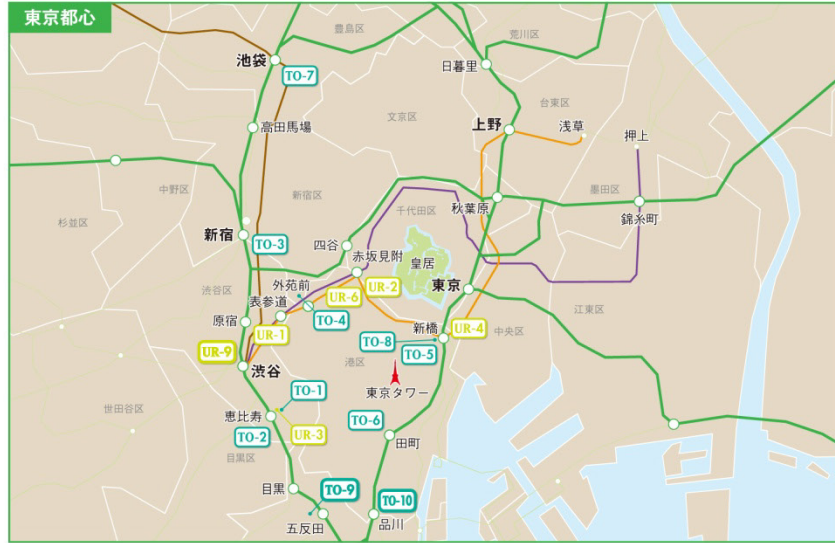 東京都心
豊島区
荒川区
池袋
日暮里
TO-7
台東区
文京区
上野
浅草
押上
高田馬場
中野区
新宿区
千代田区
秋葉原
墨田区
杉並区
錦糸町
新宿
TO-3
四谷
赤坂見附
皇居
外苑前
UR-2
東京
渋谷区
表参道
UR-6
江東区
原宿
UR-1
TO-4
新橋
UR-4
中央区
TO-8
UR-9
港区
TO-5
渋谷
TO-1
東京タワー
世田谷区
恵比寿
TO-6
TO-2
UR-3
田町
目黒区
目黒
TO-9
TO-10
五反田
品川